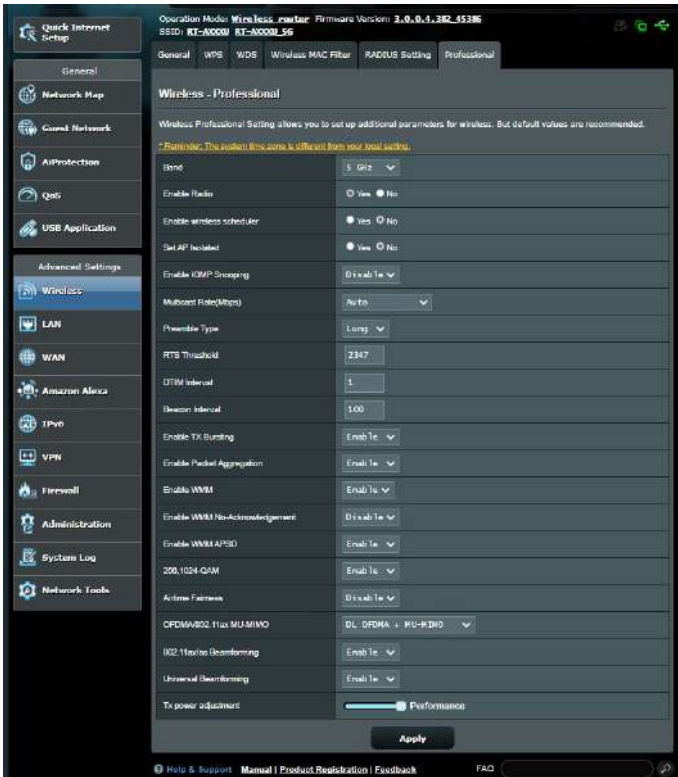 Quick Internet
Setup
General
Network Map
Guest Network
AiProtection
QoS
USB Application
Advanced Settings
Wireless
LAN
WAN
Amazon Alexa
IPv6
VPN
Firewall
Administration
System Log
Network Tools
Operation Mode: Wireless router Firmware Version: 3.0.0.4.382_45386
SSID: RT-AXXXU RT-AXXXU_5G
General WPS WDS Wireless MAC Filter RADIUS Setting Professional
Wireless - Professional
Wireless Professional Setting allows you to set up additional parameters for wireless. But default values are recommended.
* Reminder: The system time zone is different from your local setting.
Band 5 GHz
Enable Radio Yes No
Enable wireless scheduler Yes No
Set AP Isolated Yes No
Enable IGMP Snooping Disable
Multicast Rate(Mbps) Auto
Preamble Type Long
RTS Threshold 2347
DTIM Interval 1
Beacon Interval 100
Enable TX Bursting Enable
Enable Packet Aggregation Enable
Enable WMM Enable
Enable WMM No-Acknowledgement Disable
Enable WMM APSD Enable
256,1024-QAM Enable
Airtime Fairness Disable
OFDMA/802.11ax MU-MIMO DL OFDMA + MU-MIMO
802.11ax/ac Beamforming Enable
Universal Beamforming Enable
Tx power adjustment Performance
Apply
Help & Support Manual | Product Registration | Feedback FAQ